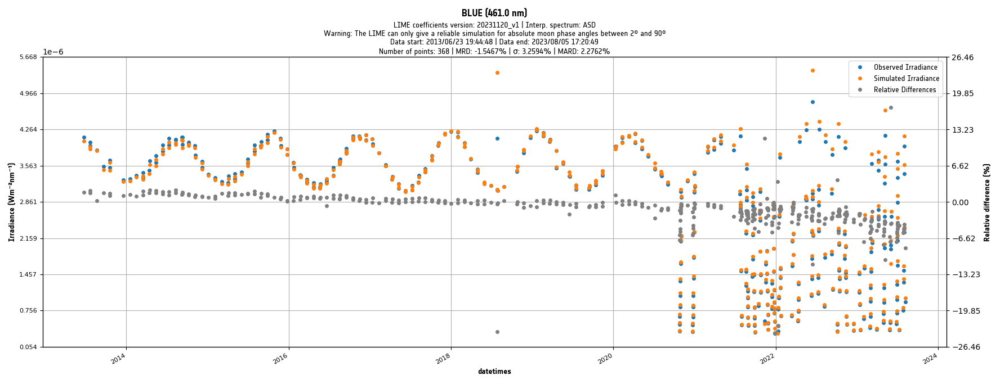 BLUE (461.0 nm)
LIME coefficients version: 20231120_v1 | Interp. spectrum: ASD
Warning: The LIME can only give a reliable simulation for absolute moon phase angles between 2º and 90º
Data start: 2013/06/23 19:44:48 | Data end: 2023/08/05 17:20:49
Number of points: 368 | MRD: -1.5467% | σ: 3.2594% | MARD: 2.2762%
1e−6
5.668
4.966
4.264
3.563
2.861
2.159
1.457
0.756
0.054
Irradiance (Wm⁻²nm⁻¹)
26.46
19.85
13.23
6.62
0.00
−6.62
−13.23
−19.85
−26.46
Relative difference (%)
Observed Irradiance
Simulated Irradiance
Relative Differences
2014
2016
2018
2020
2022
2024
datetimes